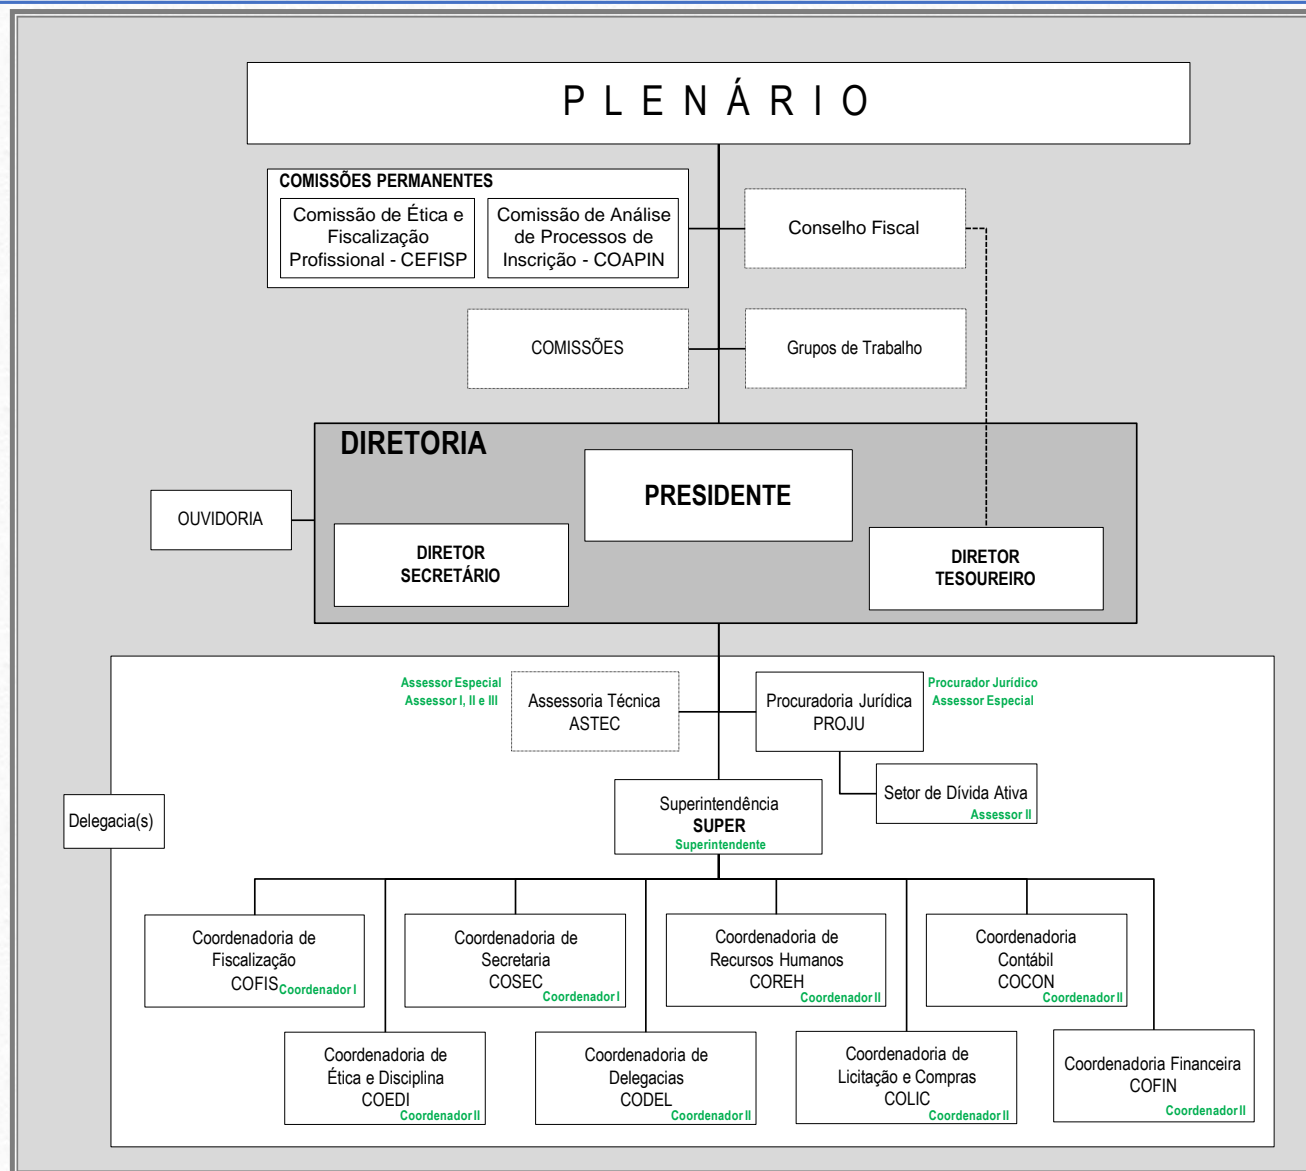 PLENÁRIO
COMISSÕES PERMANENTES
Comissão de Ética e
Fiscalização
Profissional - CEFISP
Comissão de Análise
de Processos de
Inscrição - COAPIN
Conselho Fiscal
COMISSÕES
Grupos de Trabalho
DIRETORIA
PRESIDENTE
OUVIDORIA
DIRETOR
SECRETÁRIO
DIRETOR
TESOUREIRO
Assessor Especial
Assessor I, II e III
Assessoria Técnica
ASTEC
Procuradoria Jurídica
PROJU
Procurador Jurídico
Assessor Especial
Setor de Dívida Ativa
Assessor II
Delegacia(s)
Superintendência
SUPER
Superintendente
Coordenadoria de
Fiscalização
COFIS
Coordenador I
Coordenadoria de
Secretaria
COSEC
Coordenador I
Coordenadoria de
Recursos Humanos
COREH
Coordenador II
Coordenadoria
Contábil
COCON
Coordenador II
Coordenadoria de
Ética e Disciplina
COEDI
Coordenador II
Coordenadoria de
Delegacias
CODEL
Coordenador II
Coordenadoria de
Licitação e Compras
COLIC
Coordenador II
Coordenadoria Financeira
COFIN
Coordenador II